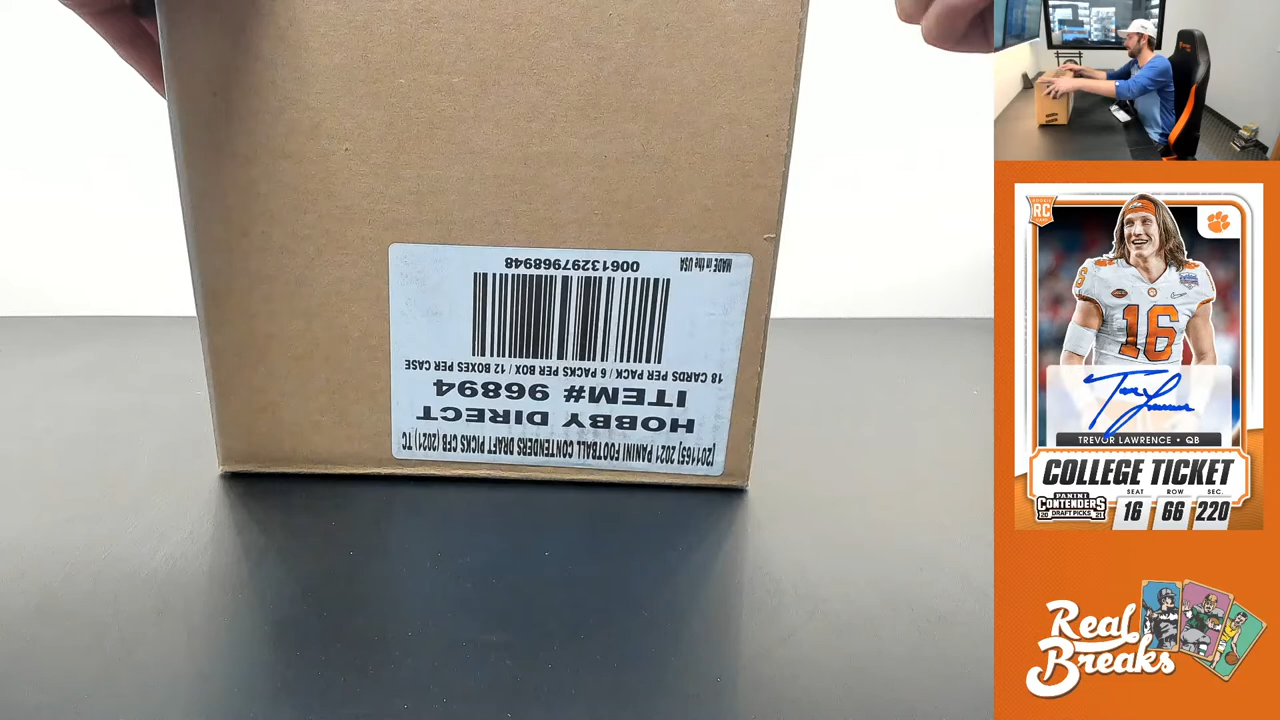 [201165] 2021 PANINI FOOTBALL CONTENDERS DRAFT PICKS CFB (2021) TC
HOBBY DIRECT
ITEM# 96894
18 CARDS PER PACK / 6 PACKS PER BOX / 12 BOXES PER CASE
00613297968948
MADE in the USA
RC
16
TREVOR LAWRENCE • QB
COLLEGE TICKET
PANINI
CONTENDERS
20 DRAFT PICKS 21
SEAT ROW SEC.
16 66 220
Real
Breaks